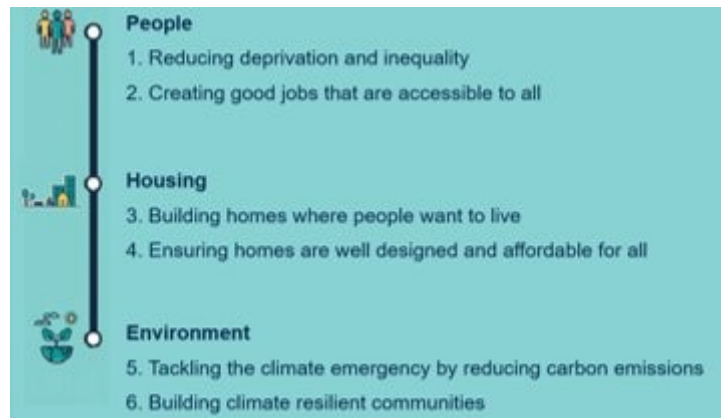 People
1. Reducing deprivation and inequality
2. Creating good jobs that are accessible to all
Housing
3. Building homes where people want to live
4. Ensuring homes are well designed and affordable for all
Environment
5. Tackling the climate emergency by reducing carbon emissions
6. Building climate resilient communities